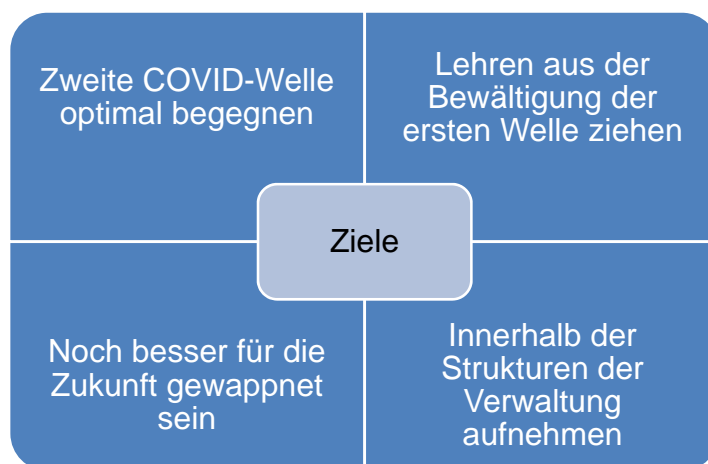 Zweite COVID-Welle
optimal begegnen
Lehren aus der
Bewältigung der
ersten Welle ziehen
Ziele
Noch besser für die
Zukunft gewappnet
sein
Innerhalb der
Strukturen der
Verwaltung
aufnehmen